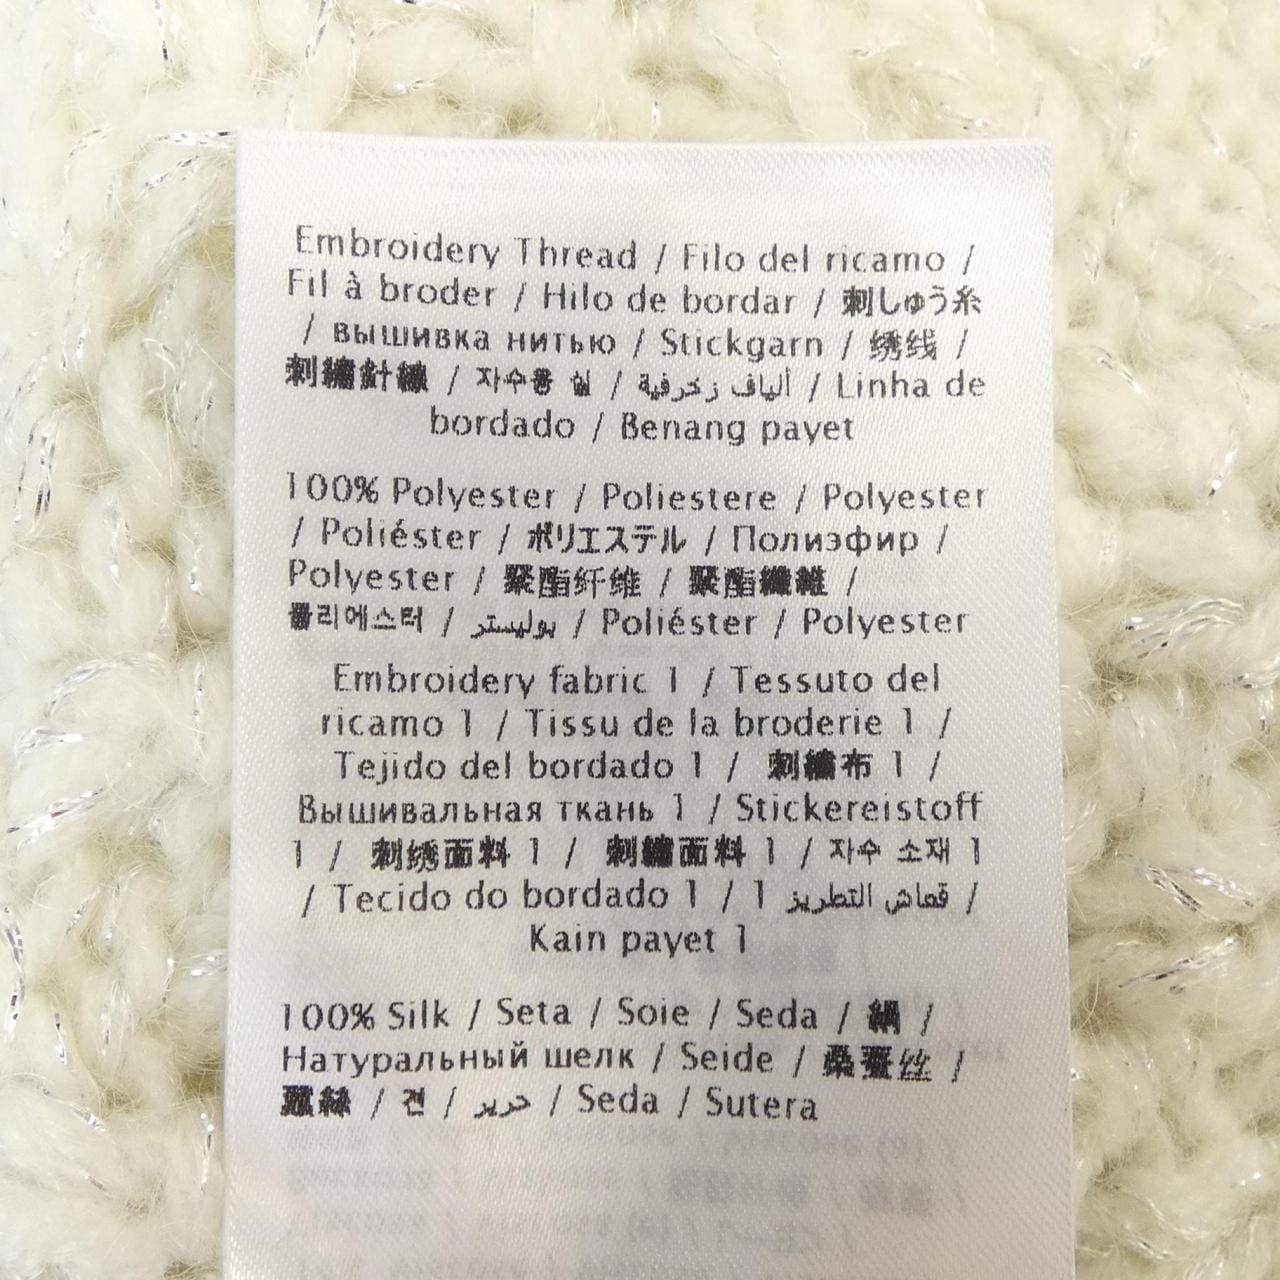 Embroidery Thread / Filo del ricamo /
Fil à broder / Hilo de bordar / 刺しゅう糸
/ вышивка нитью / Stickgarn / 绣线 /
刺繡針線 / 자수용 실 / ألياف زخرفية / Linha de
bordado / Benang payet
100% Polyester / Poliestere / Polyester
/ Poliéster / ポリエステル / Полиэфир /
Polyester / 聚酯纤维 / 聚酯纖維 /
폴리에스터 / بوليستر / Poliéster / Polyester
Embroidery fabric 1 / Tessuto del
ricamo 1 / Tissu de la broderie 1 /
Tejido del bordado 1 / 刺繡布 1 /
Вышивальная ткань 1 / Stickereistoff
1 / 刺绣面料 1 / 刺繡面料 1 / 자수 소재 1
/ Tecido do bordado 1 / 1 قماش التطريز /
Kain payet 1
100% Silk / Seta / Soie / Seda / 絹 /
Натуральный шелк / Seide / 桑蚕丝 /
蠶絲 / 견 / حرير / Seda / Sutera